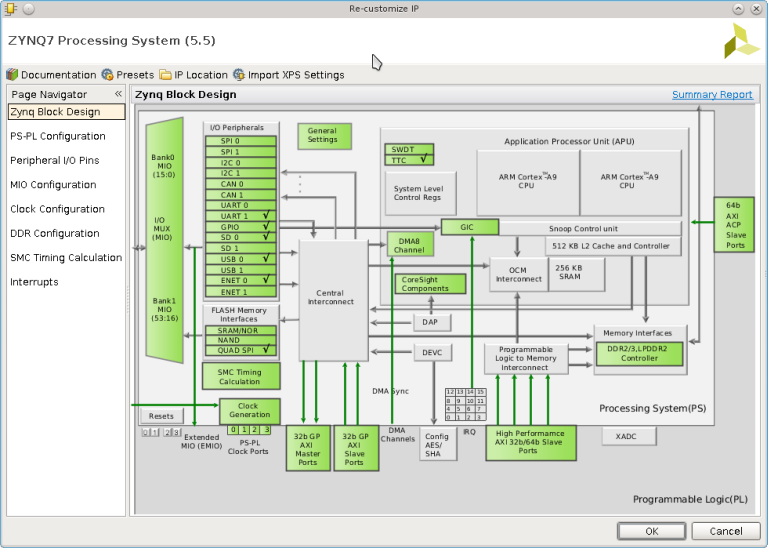 Re-customize IP
ZYNQ7 Processing System (5.5)
Documentation Presets IP Location Import XPS Settings
Page Navigator «
Zynq Block Design
PS-PL Configuration
Peripheral I/O Pins
MIO Configuration
Clock Configuration
DDR Configuration
SMC Timing Calculation
Interrupts
Zynq Block Design
Summary Report
Bank0
MIO
(15:0)
I/O
MUX
(MIO)
Bank1
MIO
(53:16)
I/O Peripherals
SPI 0
SPI 1
I2C 0
I2C 1
CAN 0
CAN 1
UART 0
UART 1 √
GPIO √
SD 0 √
SD 1
USB 0 √
USB 1
ENET 0 √
ENET 1
FLASH Memory
Interfaces
SRAM/NOR
NAND
QUAD SPI √
SMC Timing
Calculation
General
Settings
Application Processor Unit (APU)
SWDT
TTC √
System Level
Control Regs
ARM Cortex™-A9
CPU
ARM Cortex™-A9
CPU
GIC
Snoop Control unit
512 KB L2 Cache and Controller
DMA8
Channel
CoreSight
Components
OCM
Interconnect
256 KB
SRAM
64b
AXI
ACP
Slave
Ports
Central
Interconnect
DAP
DEVC
Programmable
Logic to Memory
Interconnect
Memory Interfaces
DDR2/3,LPDDR2
Controller
Resets
Clock
Generation
0 1 2 3
0 1 2 3
Extended
MIO (EMIO)
PS-PL
Clock Ports
32b GP
AXI
Master
Ports
32b GP
AXI
Slave
Ports
DMA Sync
DMA
Channels
Config
AES/
SHA
IRQ
12 13 14 15
8 9 10 11
4 5 6 7
0 1 2 3
High Performamce
AXI 32b/64b Slave
Ports
XADC
Processing System(PS)
Programmable Logic(PL)
OK
Cancel